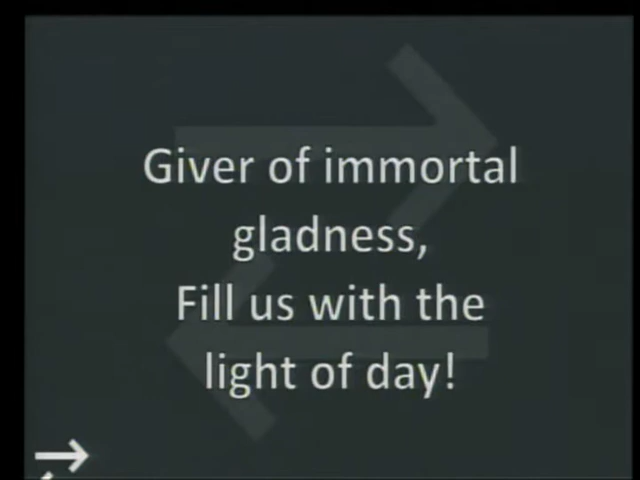 Giver of immortal
gladness,
Fill us with the
light of day!